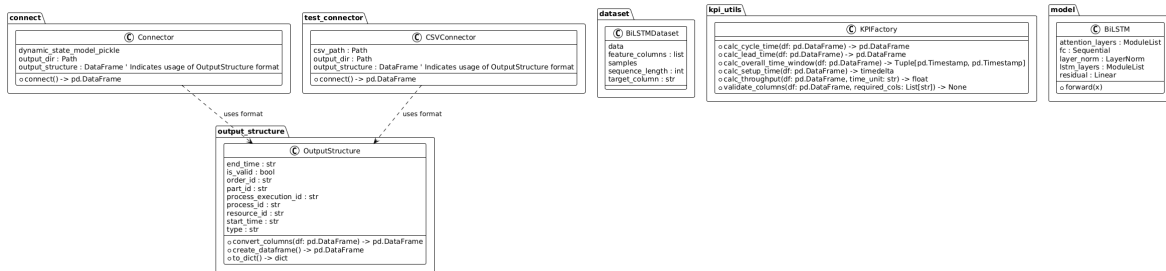 connect
C Connector
dynamic_state_model_pickle
output_dir : Path
output_structure : DataFrame ' Indicates usage of OutputStructure format
connect() -> pd.DataFrame
test_connector
C CSVConnector
csv_path : Path
output_dir : Path
output_structure : DataFrame ' Indicates usage of OutputStructure format
connect() -> pd.DataFrame
dataset
C BiLSTMDataset
data
feature_columns : list
samples
sequence_length : int
target_column : str
kpi_utils
C KPIFactory
calc_cycle_time(df: pd.DataFrame) -> pd.DataFrame
calc_lead_time(df: pd.DataFrame) -> pd.DataFrame
calc_overall_time_window(df: pd.DataFrame) -> Tuple[pd.Timestamp, pd.Timestamp]
calc_setup_time(df: pd.DataFrame) -> timedelta
calc_throughput(df: pd.DataFrame, time_unit: str) -> float
validate_columns(df: pd.DataFrame, required_cols: List[str]) -> None
model
C BiLSTM
attention_layers : ModuleList
fc : Sequential
layer_norm : LayerNorm
lstm_layers : ModuleList
residual : Linear
forward(x)
uses format
uses format
output_structure
C OutputStructure
end_time : str
is_valid : bool
order_id : str
part_id : str
process_execution_id : str
process_id : str
resource_id : str
start_time : str
type : str
convert_columns(df: pd.DataFrame) -> pd.DataFrame
create_dataframe() -> pd.DataFrame
to_dict() -> dict